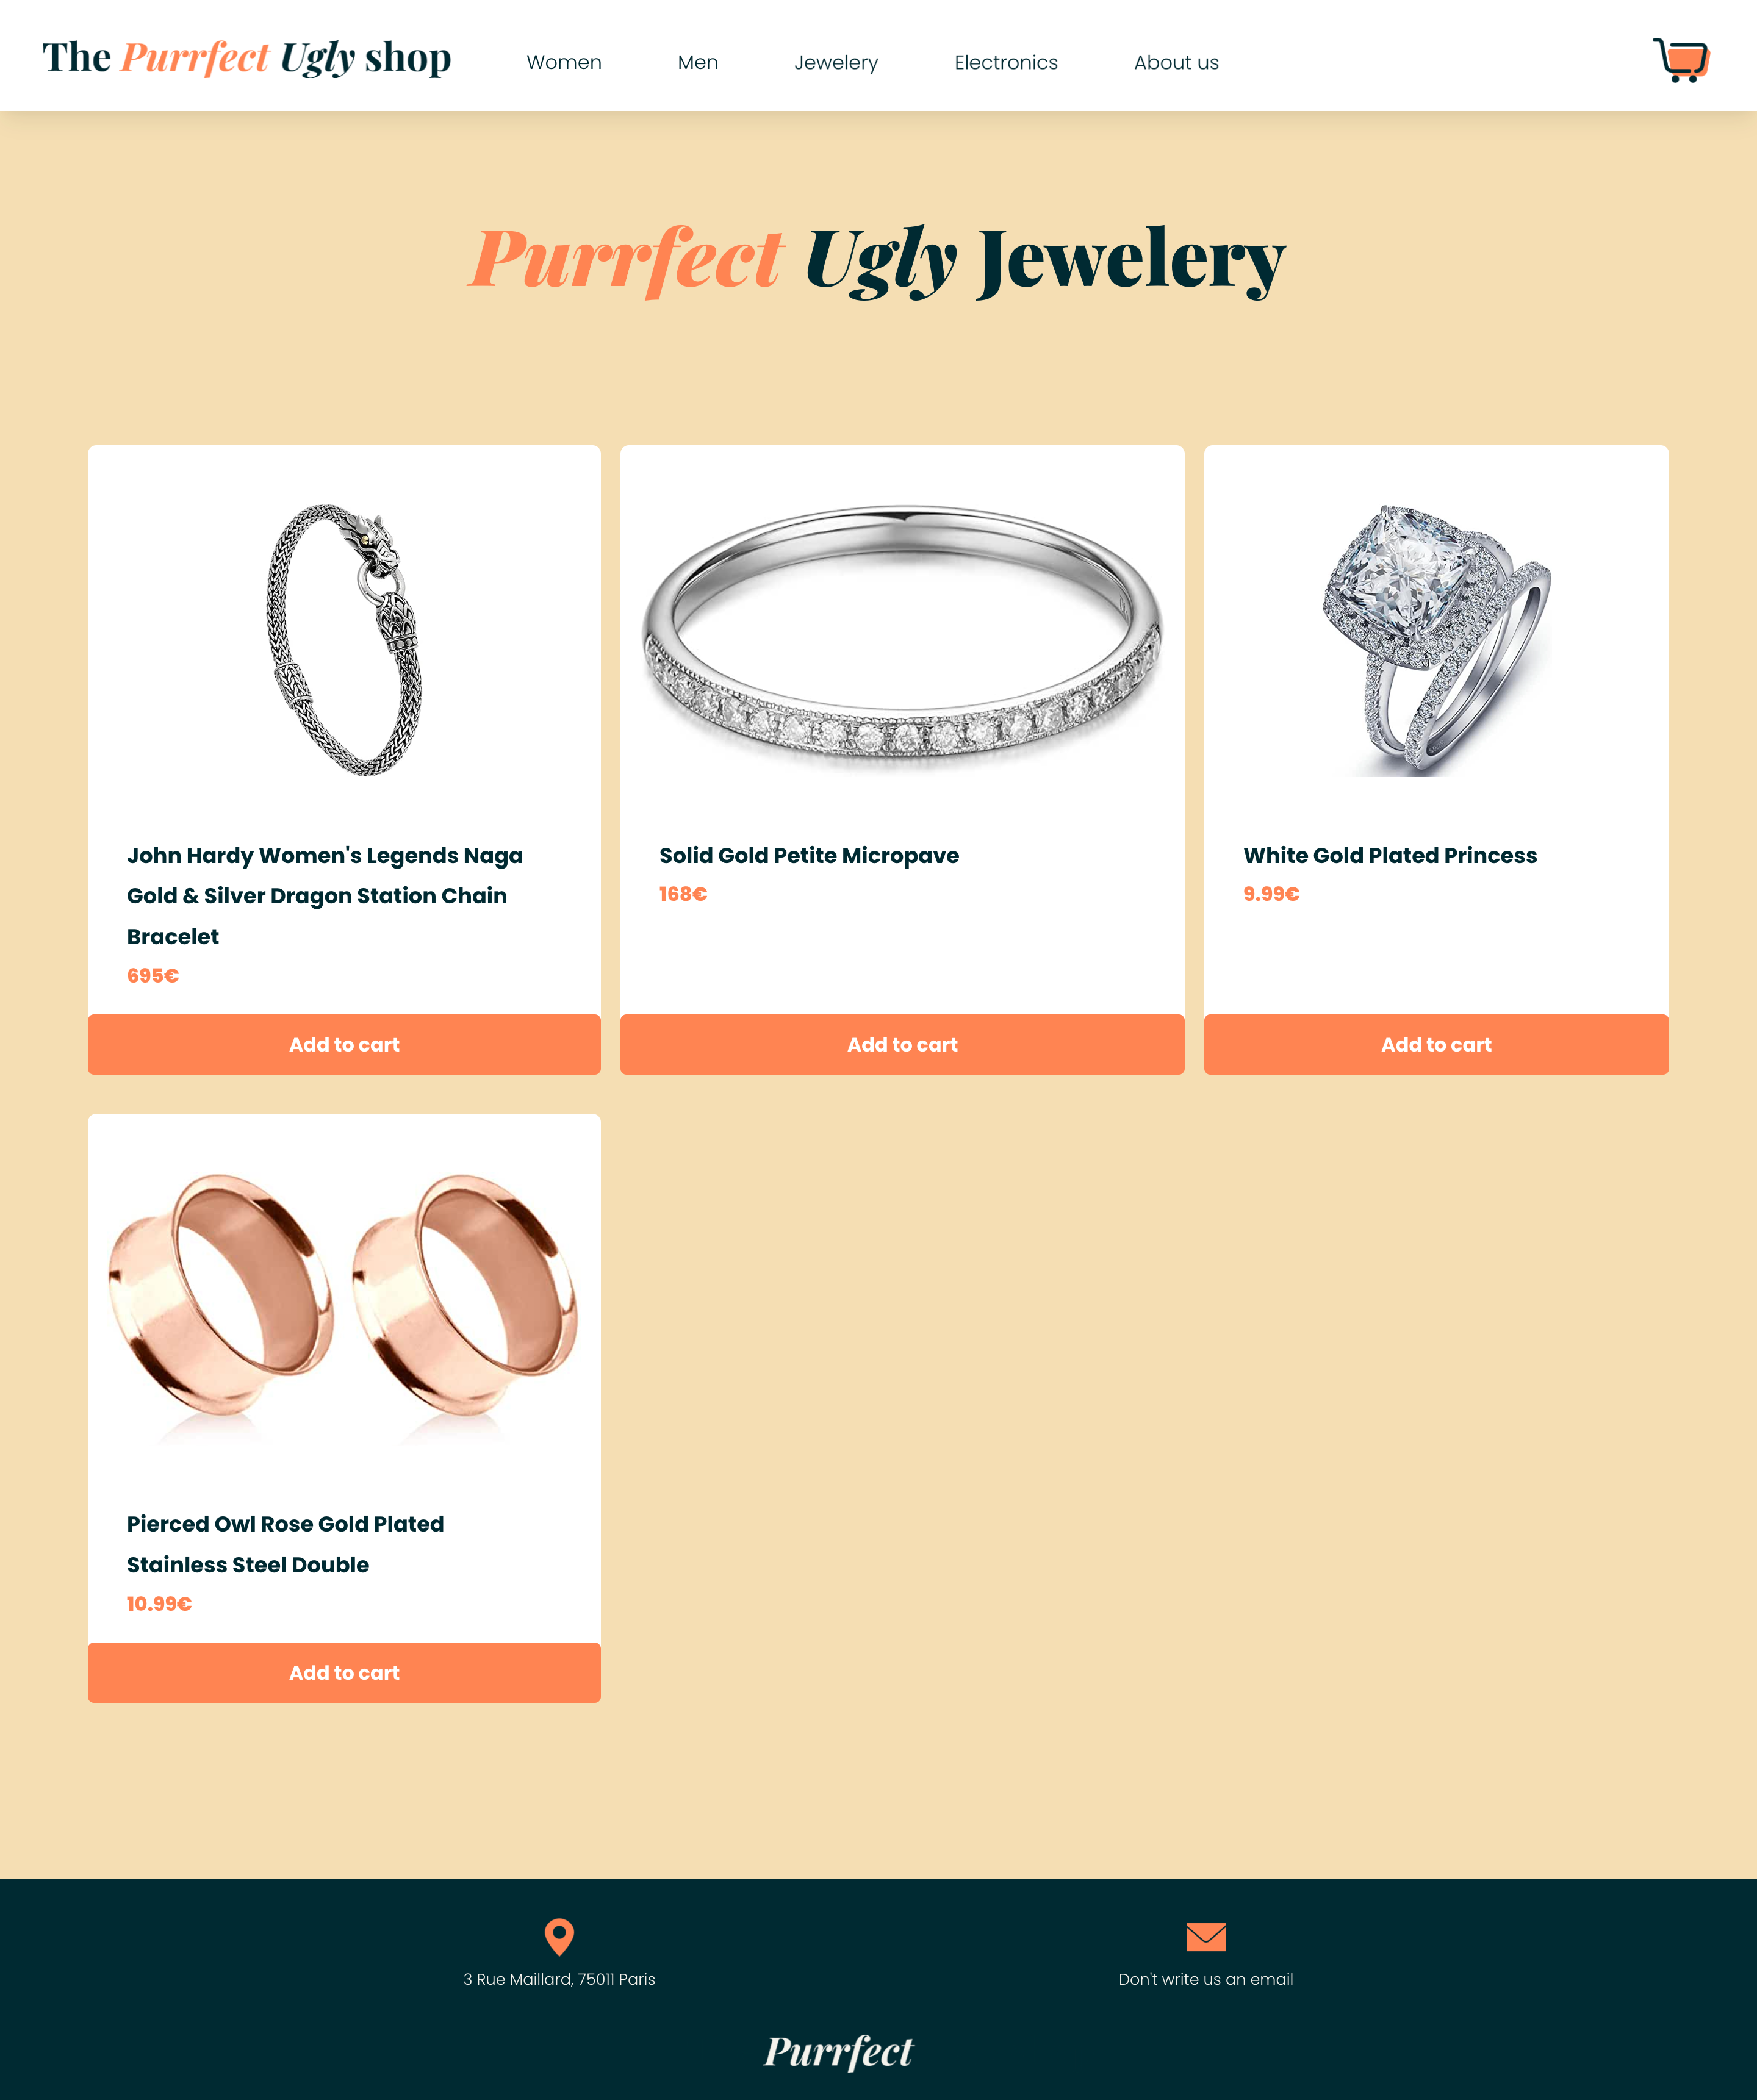 The Purrfect Ugly shop
Women
Men
Jewelery
Electronics
About us
Purrfect Ugly Jewelery
John Hardy Women's Legends Naga
Gold & Silver Dragon Station Chain
Bracelet
695€
Add to cart
Solid Gold Petite Micropave
168€
Add to cart
White Gold Plated Princess
9.99€
Add to cart
Pierced Owl Rose Gold Plated
Stainless Steel Double
10.99€
Add to cart
3 Rue Maillard, 75011 Paris
Don't write us an email
Purrfect